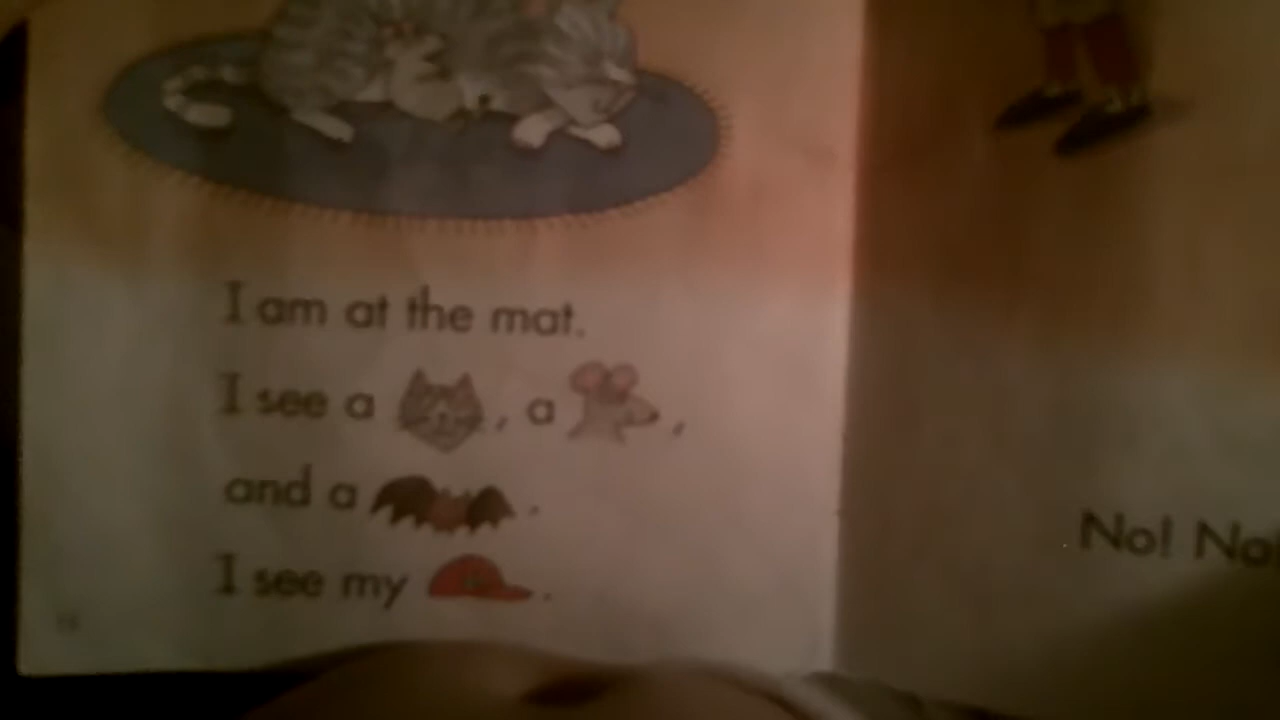 I am at the mat.
I see a , a ,
and a .
I see my .
No! No